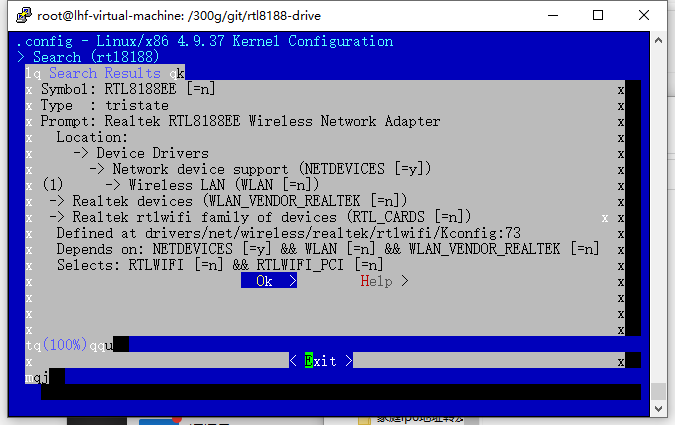 root@lhf-virtual-machine: /300g/git/rtl8188-drive
.config - Linux/x86 4.9.37 Kernel Configuration
> Search (rtl8188)
lq Search Results qk
x Symbol: RTL8188EE [=n] x
x Type  : tristate x
x Prompt: Realtek RTL8188EE Wireless Network Adapter x
x   Location: x
x     -> Device Drivers x
x       -> Network device support (NETDEVICES [=y]) x
x (1)     -> Wireless LAN (WLAN [=n]) x
x  -> Realtek devices (WLAN_VENDOR_REALTEK [=n]) x
x  -> Realtek rtlwifi family of devices (RTL_CARDS [=n]) x x
x   Defined at drivers/net/wireless/realtek/rtlwifi/Kconfig:73 x
x   Depends on: NETDEVICES [=y] && WLAN [=n] && WLAN_VENDOR_REALTEK [=n] x
x   Selects: RTLWIFI [=n] && RTLWIFI_PCI [=n] x
x Ok > Help > x
x x
x x
x x
tq(100%)qqu
x < Exit > x
mqj